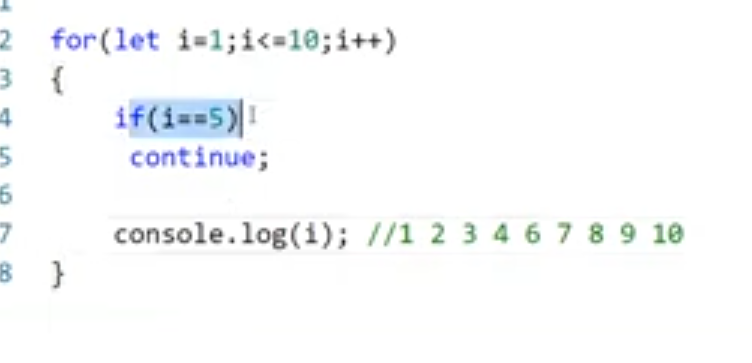 2 for(let i=1;i<=10;i++)
3 {
4 if(i==5)
5 continue;
6
7 console.log(i); //1 2 3 4 6 7 8 9 10
8 }